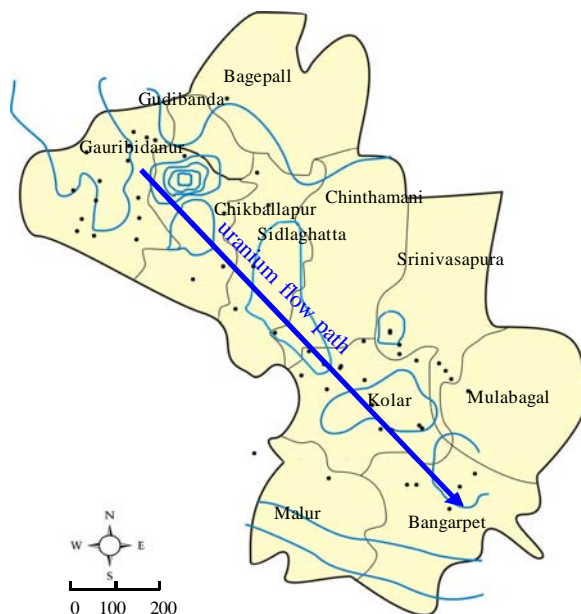 Bagepall
Gudibanda
Gauribidanur
Chinthamani
Chikballapur
Sidlaghatta
Srinivasapura
uranium flow path
Kolar
Mulabagal
Malur
Bangarpet
N
W E
S
0 100 200